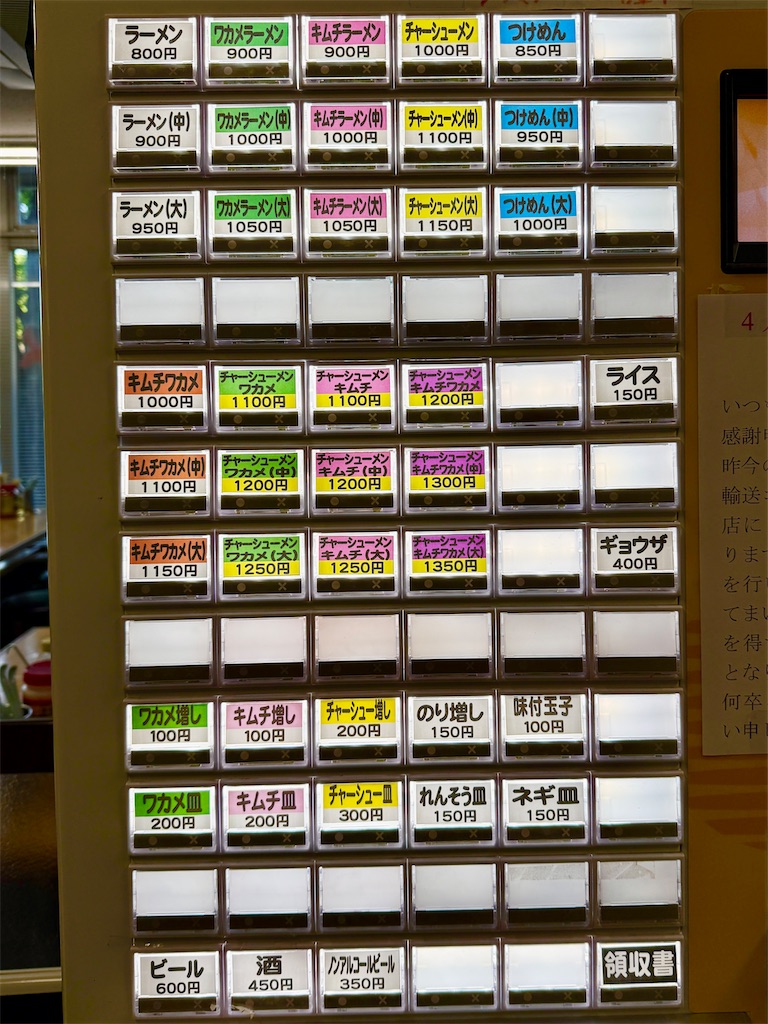 ラーメン
800円
ワカメラーメン
900円
キムチラーメン
900円
チャーシューメン
1000円
つけめん
850円
ラーメン(中)
900円
ワカメラーメン(中)
1000円
キムチラーメン(中)
1000円
チャーシューメン(中)
1100円
つけめん(中)
950円
ラーメン(大)
950円
ワカメラーメン(大)
1050円
キムチラーメン(大)
1050円
チャーシューメン(大)
1150円
つけめん(大)
1000円
キムチワカメ
1000円
チャーシューメン
ワカメ
1100円
チャーシューメン
キムチ
1100円
チャーシューメン
キムチワカメ
1200円
ライス
150円
キムチワカメ(中)
1100円
チャーシューメン
ワカメ(中)
1200円
チャーシューメン
キムチ(中)
1200円
チャーシューメン
キムチワカメ(中)
1300円
キムチワカメ(大)
1150円
チャーシューメン
ワカメ(大)
1250円
チャーシューメン
キムチ(大)
1250円
チャーシューメン
キムチワカメ(大)
1350円
ギョウザ
400円
ワカメ増し
100円
キムチ増し
100円
チャーシュー増し
200円
のり増し
150円
味付玉子
100円
ワカメ皿
200円
キムチ皿
200円
チャーシュー皿
300円
れんそう皿
150円
ネギ皿
150円
ビール
600円
酒
450円
ノンアルコールビール
350円
領収書
4
いつ
感謝
昨今
輸送
店に
りま
を行
てま
を得
とな
何卒
い申